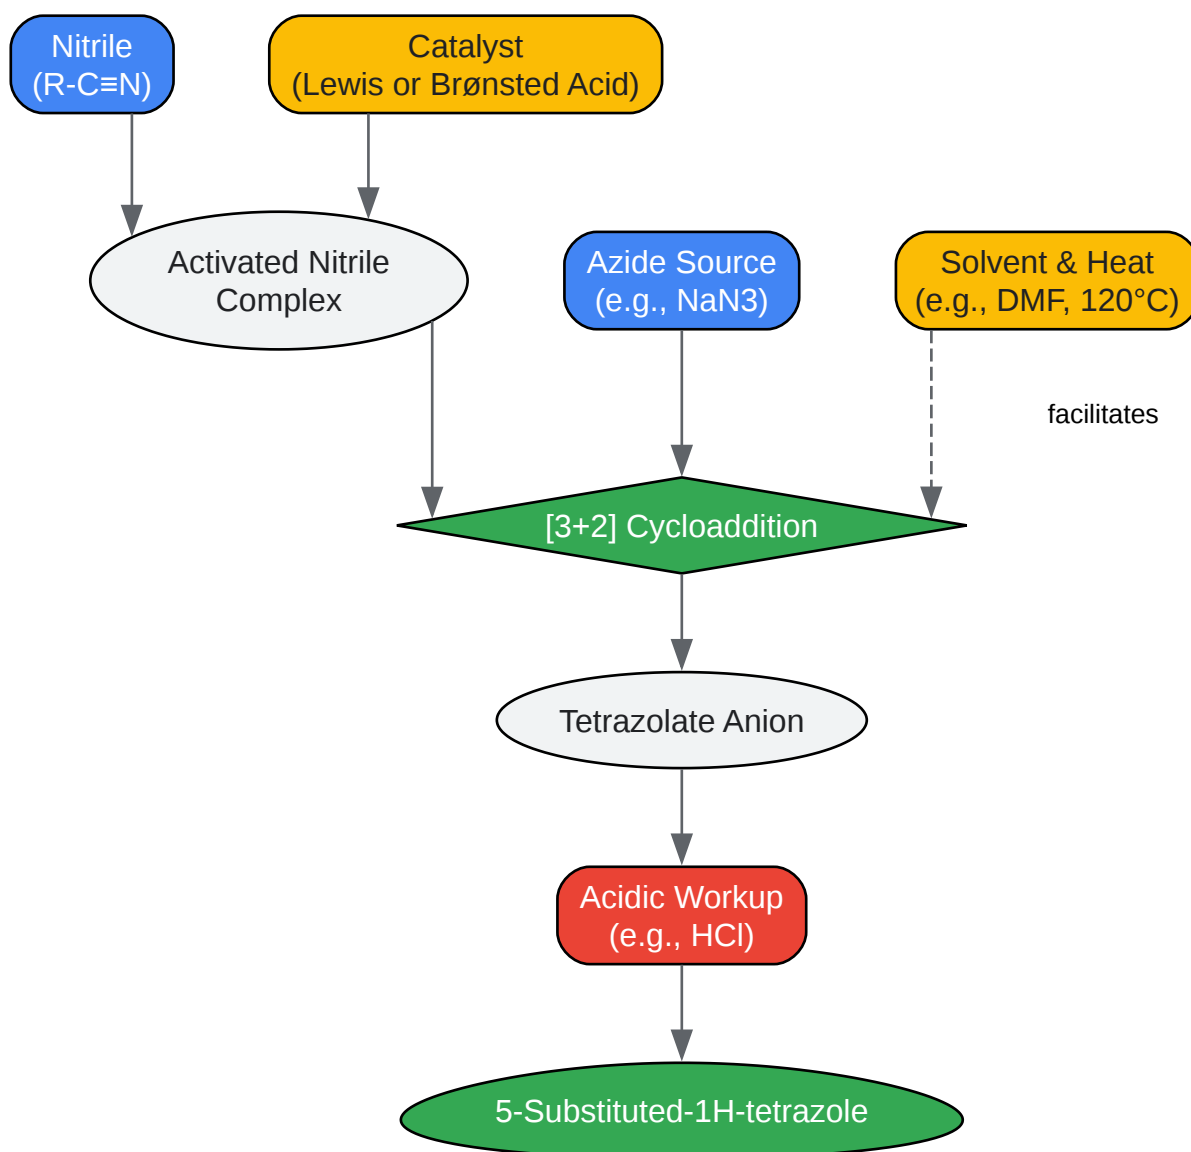 Nitrile
(R-C≡N)
Catalyst
(Lewis or Brønsted Acid)
Activated Nitrile
Complex
Azide Source
(e.g., NaN3)
Solvent & Heat
(e.g., DMF, 120°C)
facilitates
[3+2] Cycloaddition
Tetrazolate Anion
Acidic Workup
(e.g., HCl)
5-Substituted-1H-tetrazole